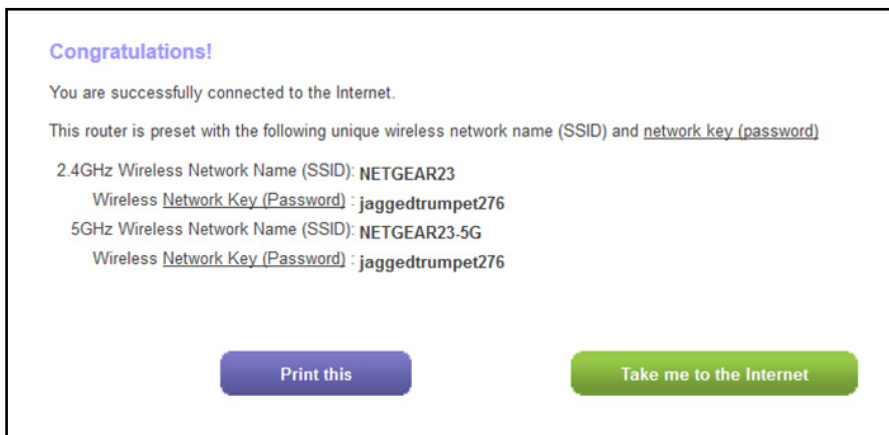 Congratulations!
You are successfully connected to the Internet.
This router is preset with the following unique wireless network name (SSID) and network key (password)
2.4GHz Wireless Network Name (SSID): NETGEAR23
Wireless Network Key (Password) : jaggedtrumpet276
5GHz Wireless Network Name (SSID): NETGEAR23-5G
Wireless Network Key (Password) : jaggedtrumpet276
Print this
Take me to the Internet